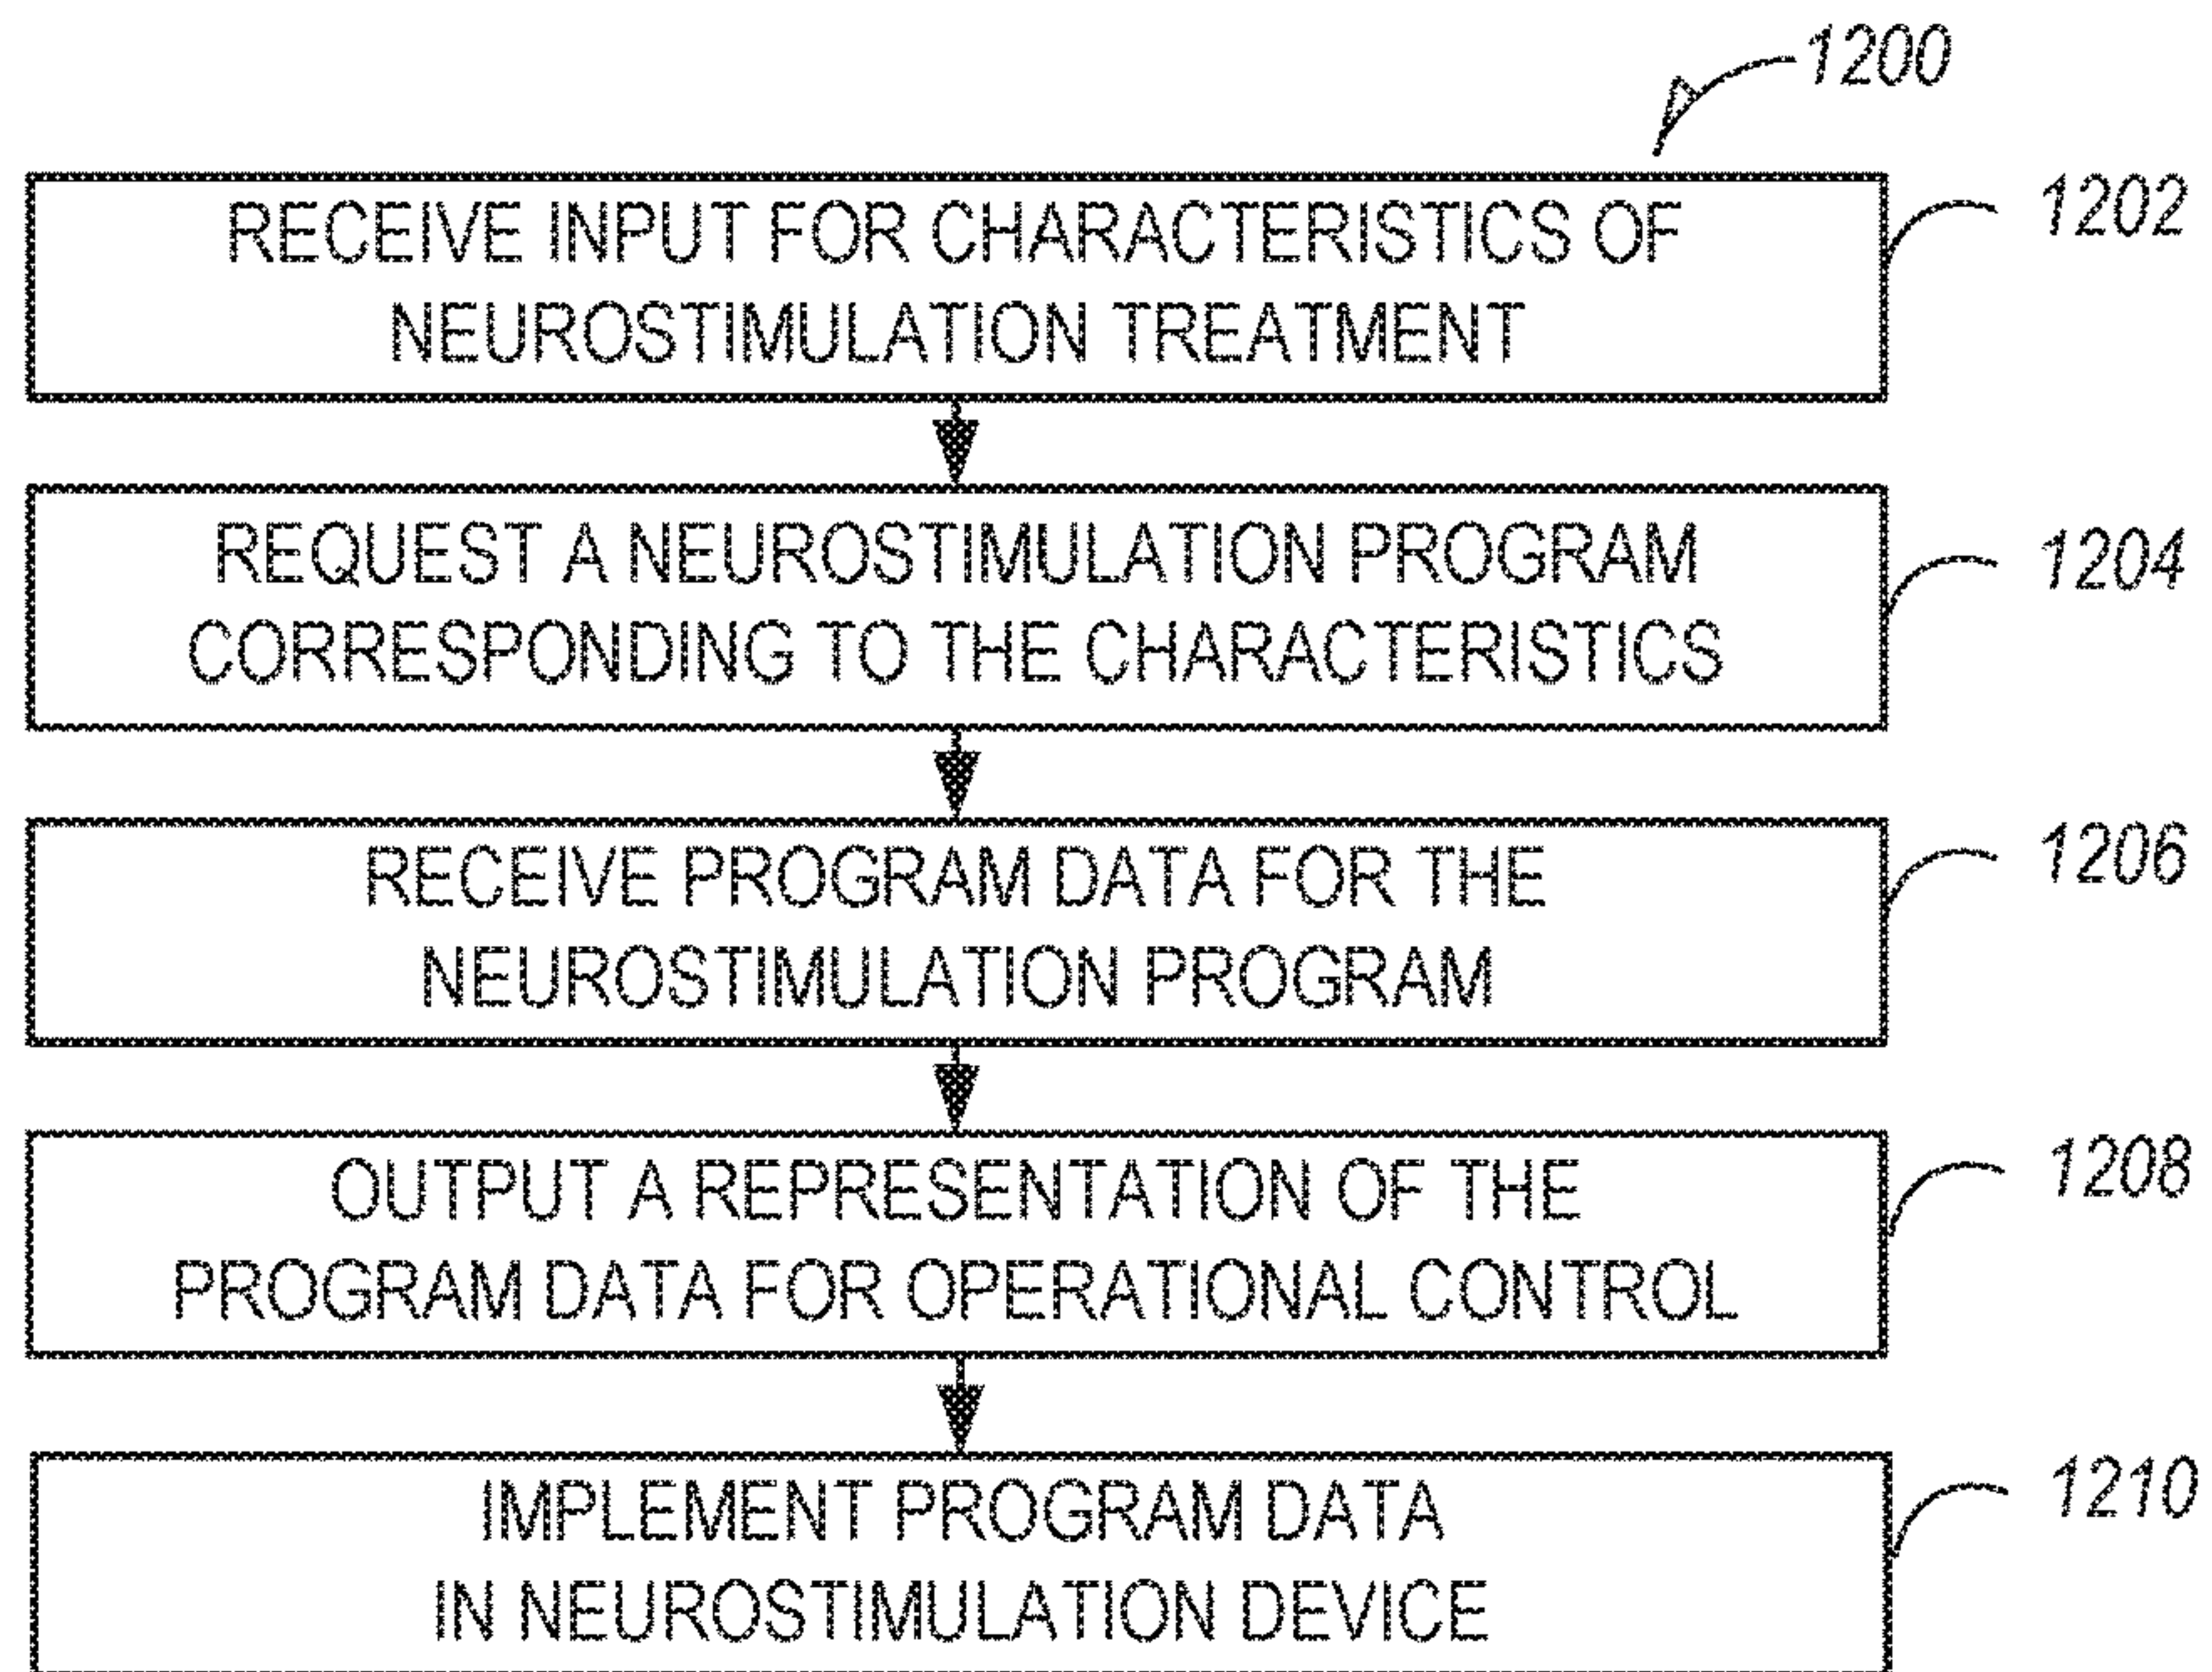 1200
RECEIVE INPUT FOR CHARACTERISTICS OF
NEUROSTIMULATION TREATMENT
1202
REQUEST A NEUROSTIMULATION PROGRAM
CORRESPONDING TO THE CHARACTERISTICS
1204
RECEIVE PROGRAM DATA FOR THE
NEUROSTIMULATION PROGRAM
1206
OUTPUT A REPRESENTATION OF THE
PROGRAM DATA FOR OPERATIONAL CONTROL
1208
IMPLEMENT PROGRAM DATA
IN NEUROSTIMULATION DEVICE
1210